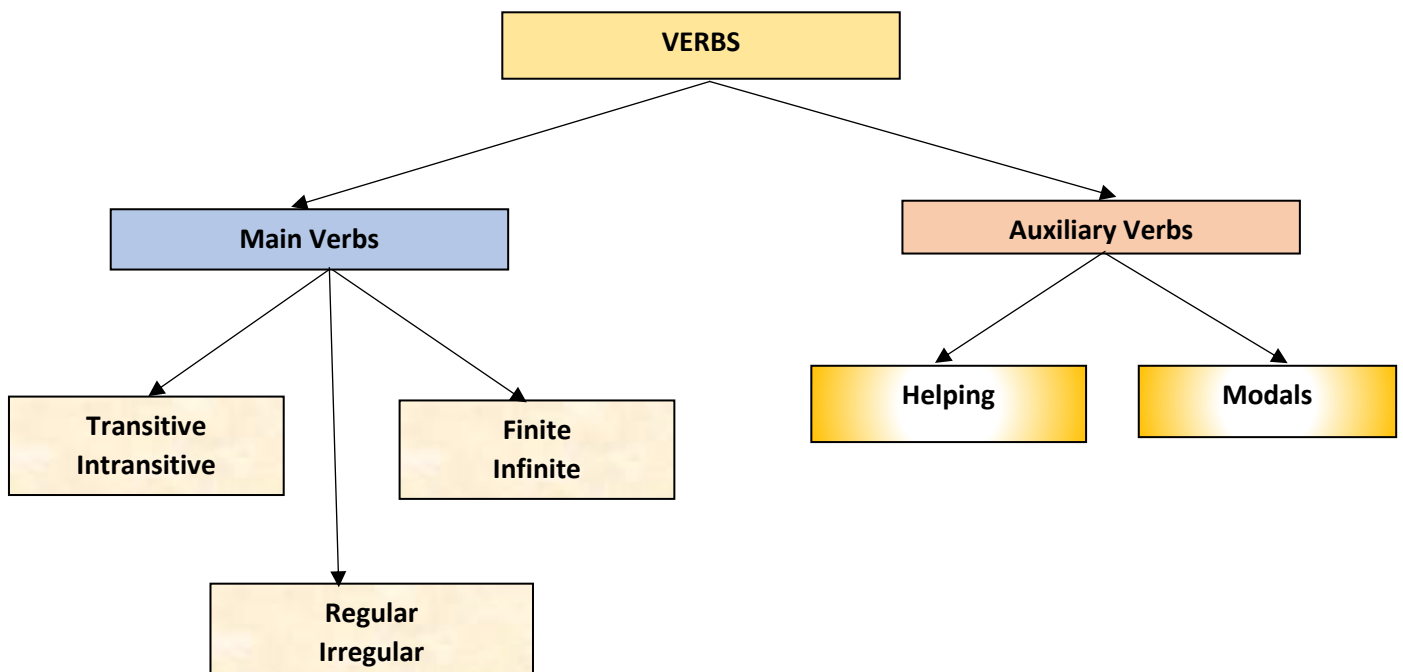 VERBS
Main Verbs
Auxiliary Verbs
Transitive
Intransitive
Finite
Infinite
Regular
Irregular
Helping
Modals